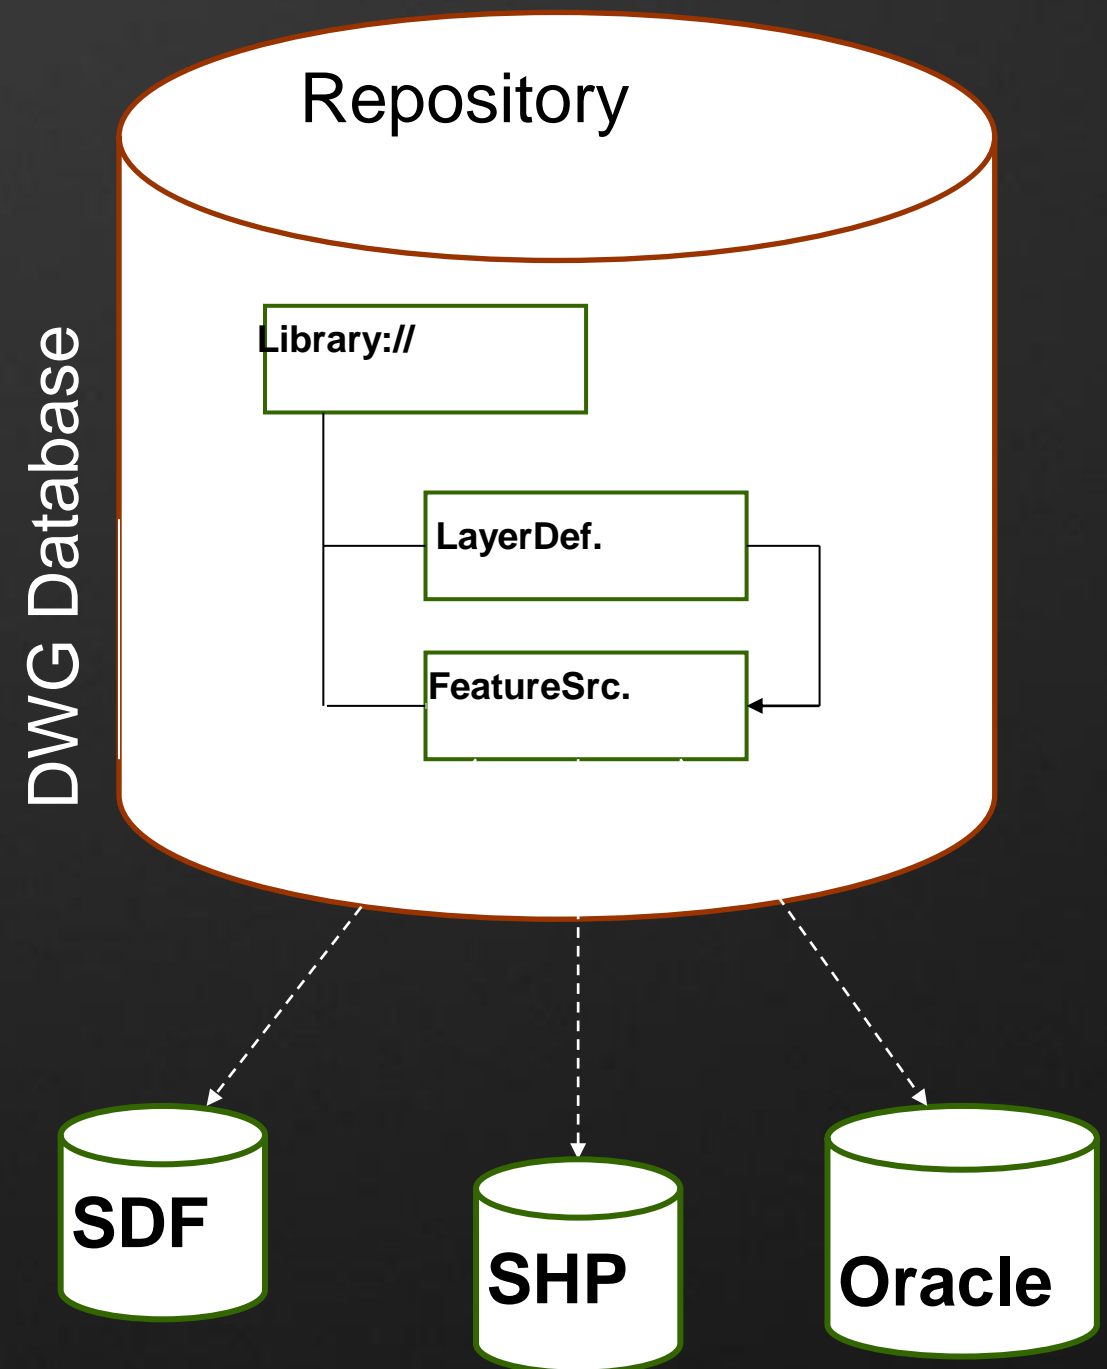 Repository
DWG Database
Library://
LayerDef.
FeatureSrc.
SDF
SHP
Oracle